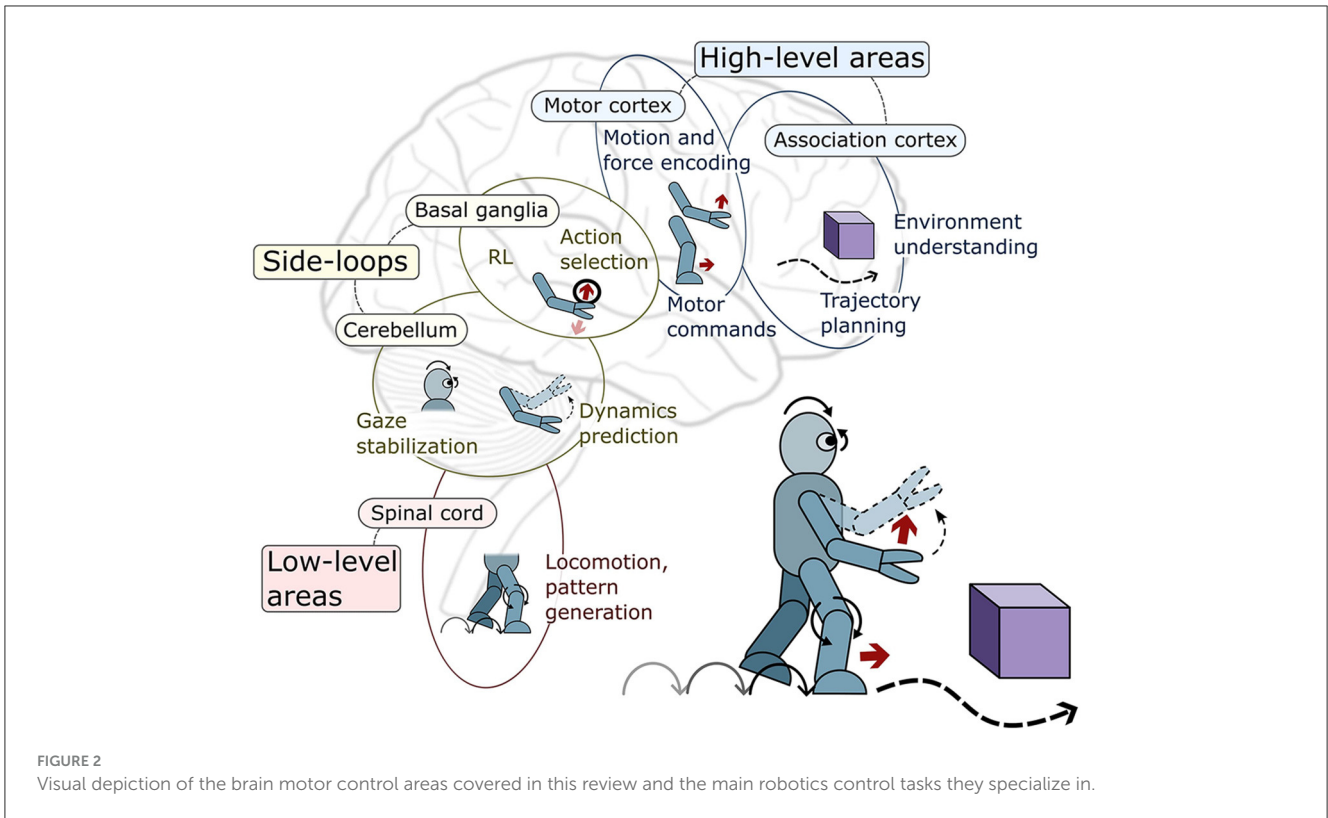 High-level areas
Motor cortex
Motion and
force encoding
Association cortex
Basal ganglia
Environment
understanding
Action
selection
RL
Side-loops
Trajectory
planning
Motor
commands
Cerebellum
Gaze
stabilization
Dynamics
prediction
Spinal cord
Low-level
areas
Locomotion,
pattern
generation
FIGURE 2
Visual depiction of the brain motor control areas covered in this review and the main robotics control tasks they specialize in.